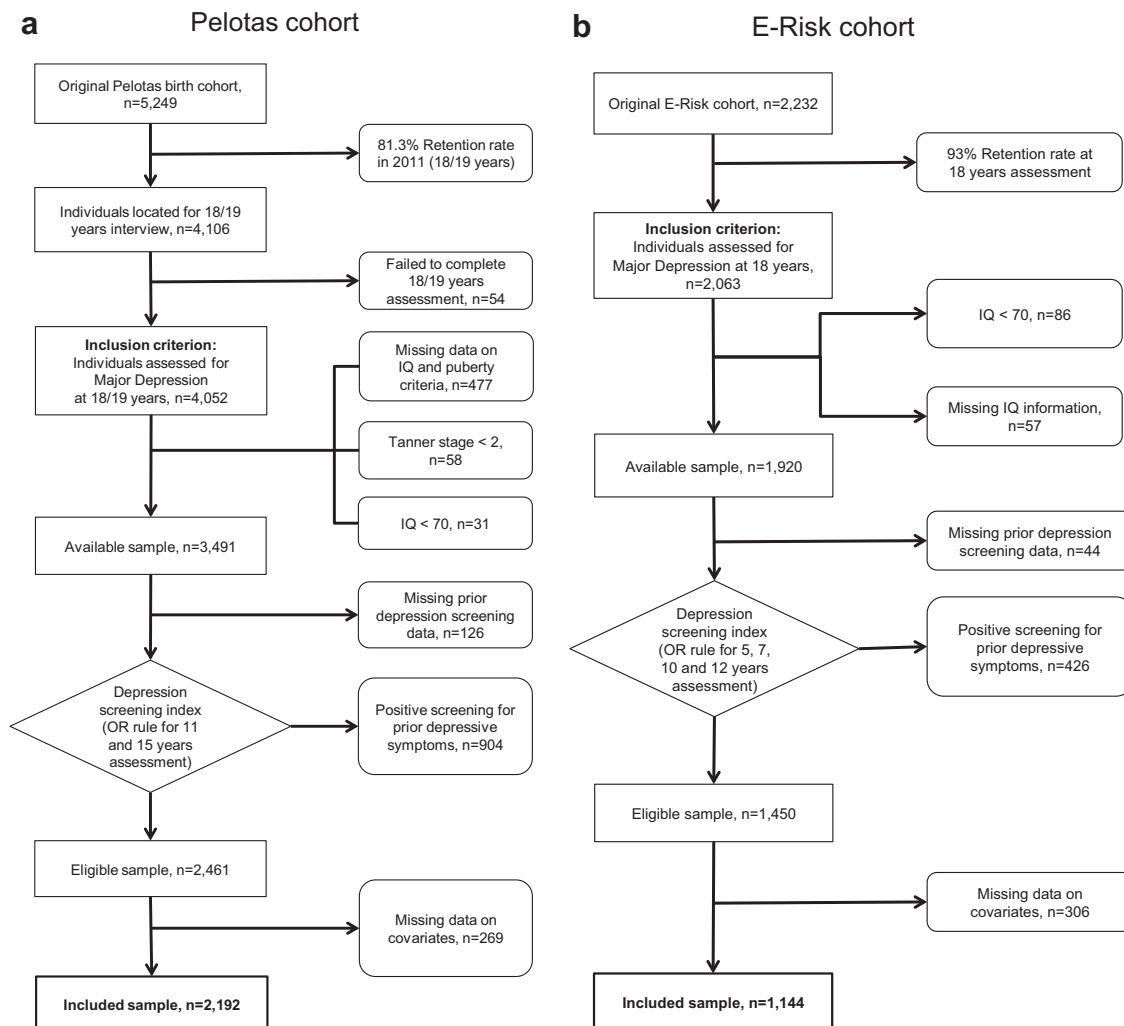 a
Pelotas cohort
Original Pelotas birth cohort,
n=5,249
81.3% Retention rate
in 2011 (18/19 years)
Individuals located for 18/19
years interview, n=4,106
Failed to complete
18/19 years
assessment, n=54
Inclusion criterion:
Individuals assessed for
Major Depression
at 18/19 years, n=4,052
Missing data on
IQ and puberty
criteria, n=477
Tanner stage < 2,
n=58
IQ < 70, n=31
Available sample, n=3,491
Missing prior
depression screening
data, n=126
Depression
screening index
(OR rule for 11
and 15 years
assessment)
Positive screening for
prior depressive
symptoms, n=904
Eligible sample, n=2,461
Missing data on
covariates, n=269
Included sample, n=2,192
b
E-Risk cohort
Original E-Risk cohort, n=2,232
93% Retention rate at
18 years assessment
Inclusion criterion:
Individuals assessed for
Major Depression at 18 years,
n=2,063
IQ < 70, n=86
Missing IQ information,
n=57
Available sample, n=1,920
Missing prior depression
screening data, n=44
Depression
screening index
(OR rule for 5, 7,
10 and 12 years
assessment)
Positive screening for
prior depressive
symptoms, n=426
Eligible sample, n=1,450
Missing data on
covariates, n=306
Included sample, n=1,144